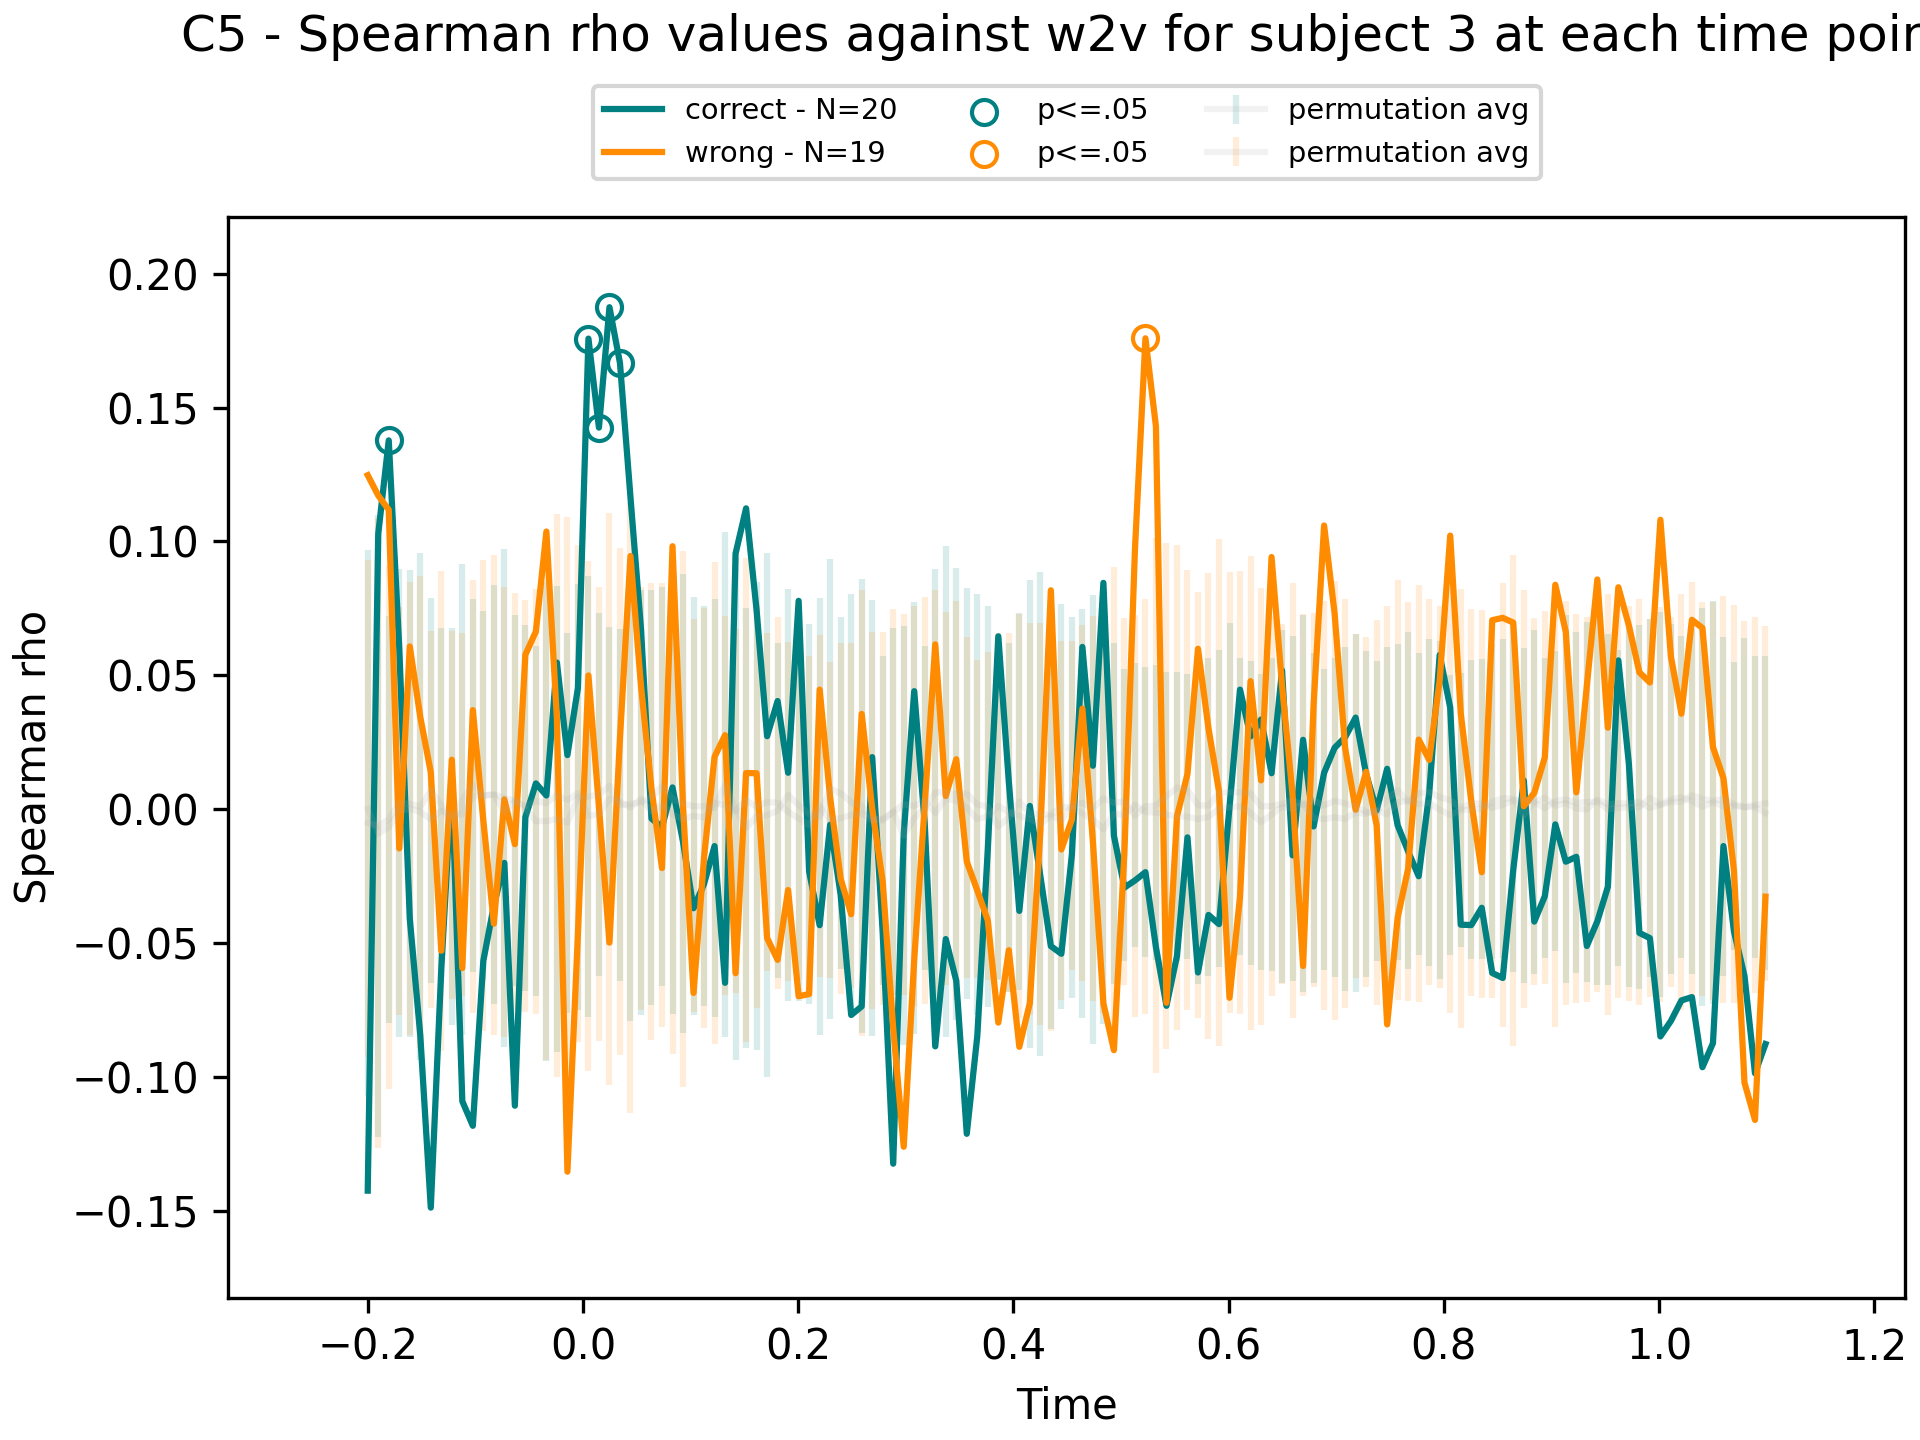 C5 - Spearman rho values against w2v for subject 3 at each time
correct - N=20
wrong - N=19
p<=.05
p<=.05
permutation avg
permutation avg
Spearman rho
0.20
0.15
0.10
0.05
0.00
−0.05
−0.10
−0.15
−0.2 0.0 0.2 0.4 0.6 0.8 1.0 1.2
Time